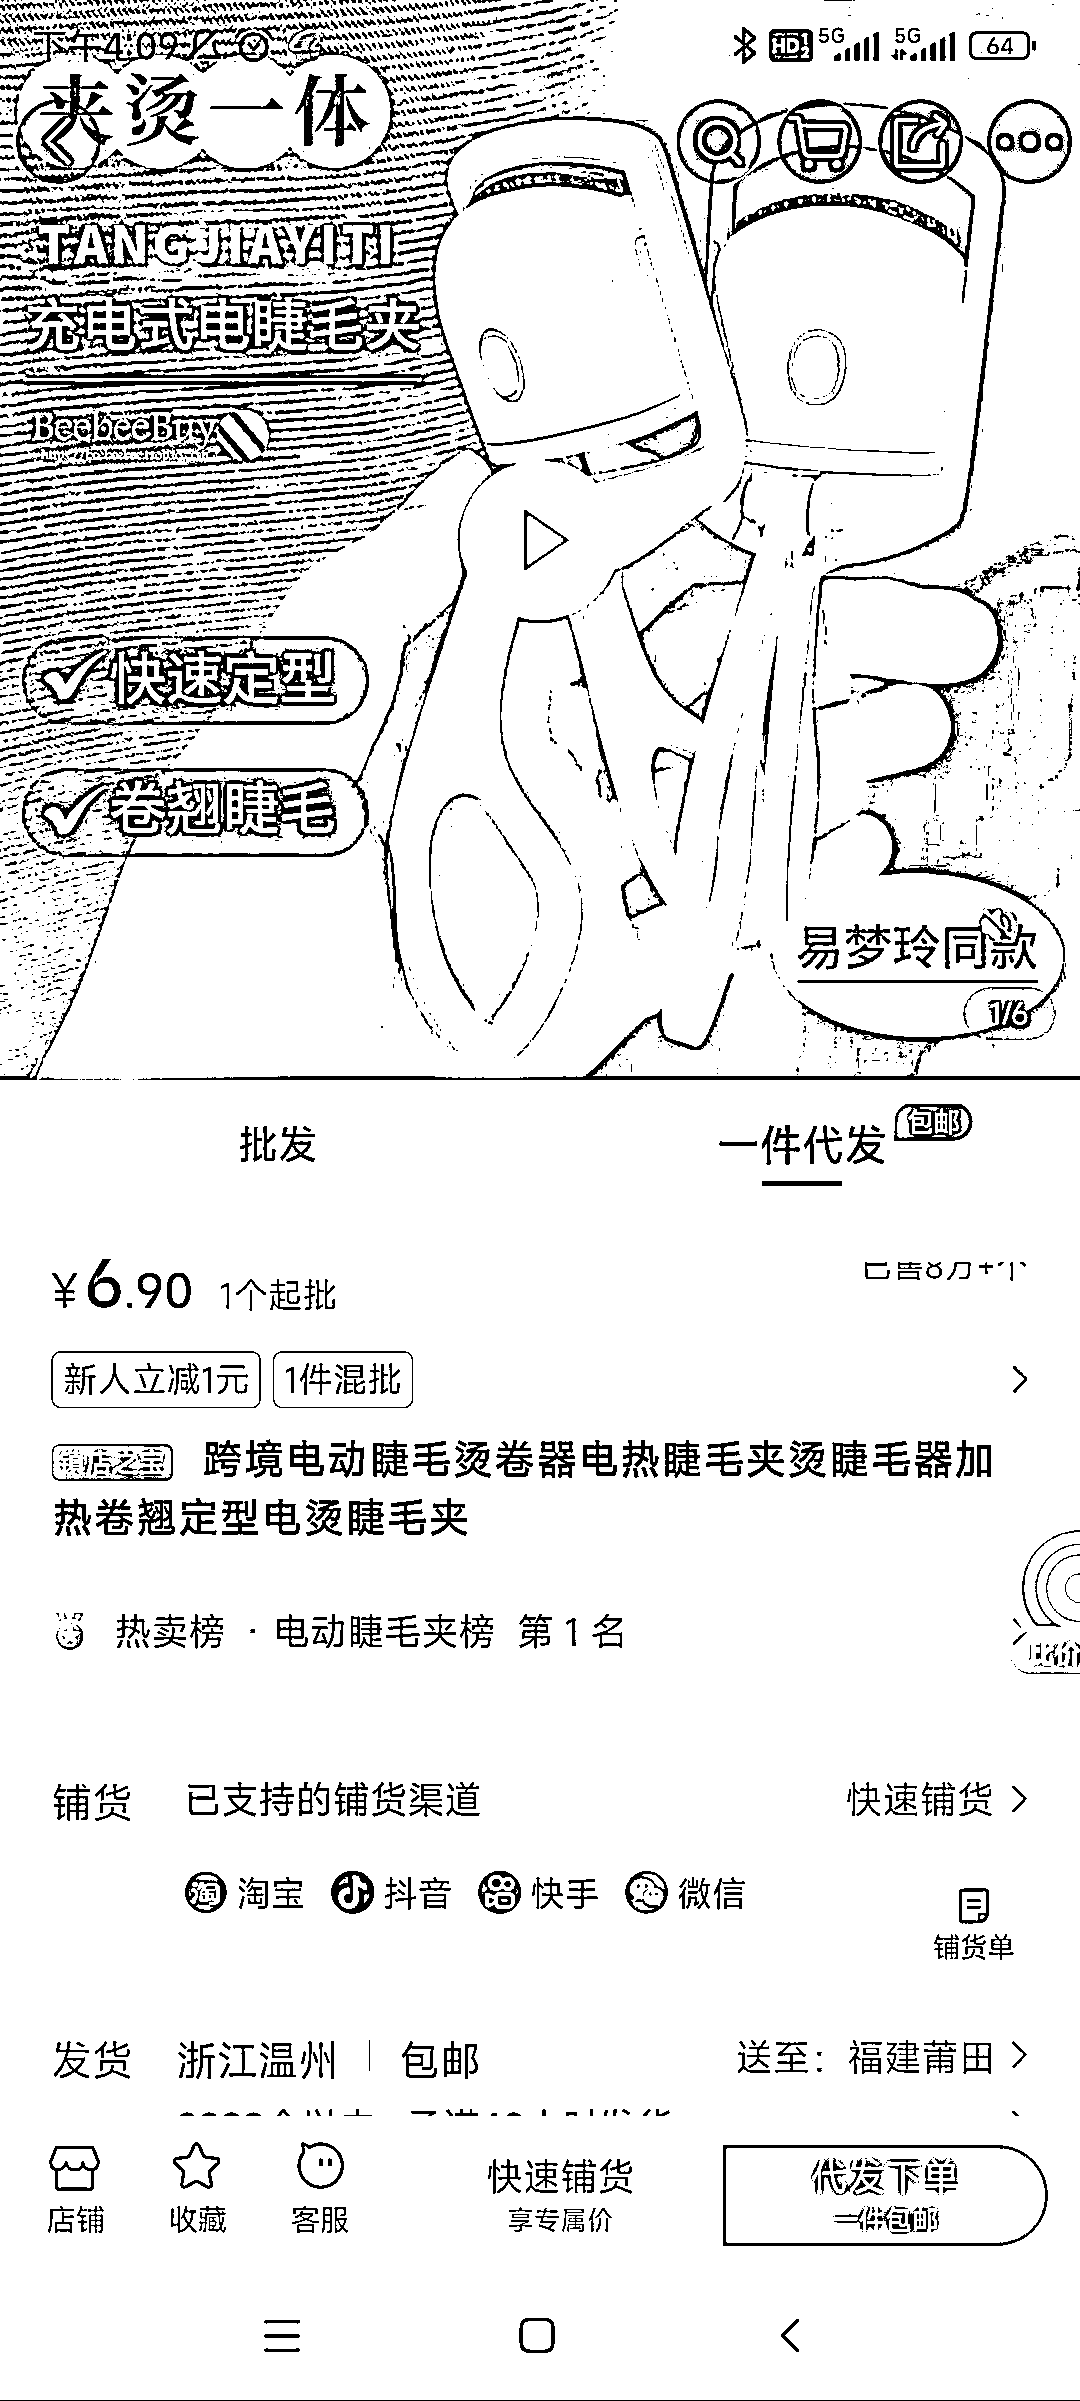 下午4:09
5G 5G 64
夹烫一体
TANGJIAYITI
充电式电睫毛夹
快速定型
卷翘睫毛
易梦玲同款
1/6
批发
一件代发 包邮
¥6.90 1个起批
已售8万+个
新人立减1元 1件混批
镇店之宝 跨境电动睫毛烫卷器电热睫毛夹烫睫毛器加
热卷翘定型电烫睫毛夹
热卖榜 · 电动睫毛夹榜 第1名
比价
铺货 已支持的铺货渠道 快速铺货
淘宝 抖音 快手 微信
铺货单
发货 浙江温州 包邮 送至：福建莆田
店铺 收藏 客服
快速铺货
享专属价
代发下单
一件包邮